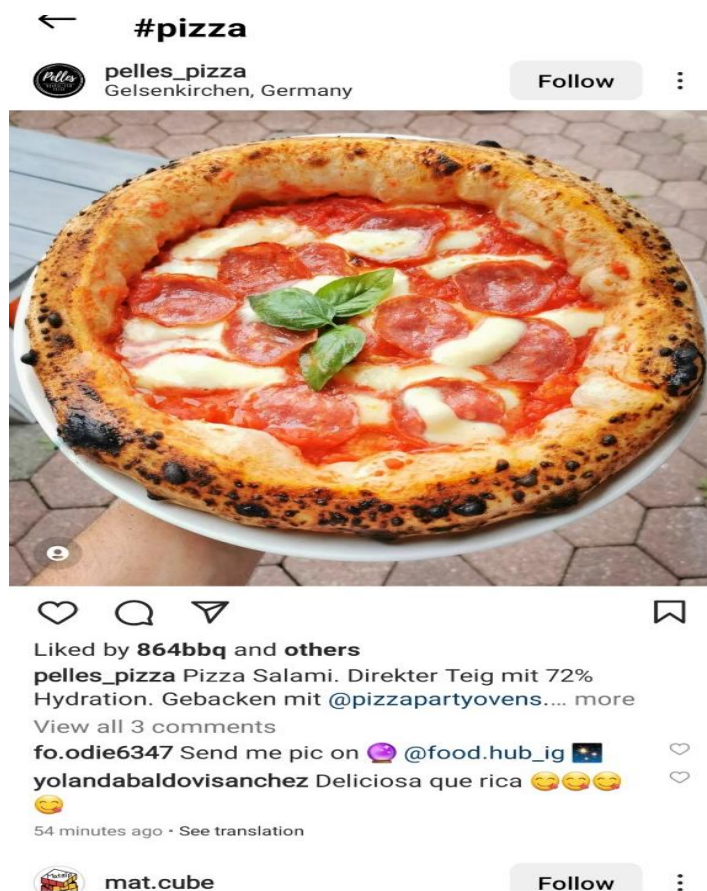 #pizza
Pelles
pelles_pizza
Gelsenkirchen, Germany
Follow
Liked by 864bbq and others
pelles_pizza Pizza Salami. Direkter Teig mit 72%
Hydration. Gebacken mit @pizzapartyovens.... more
View all 3 comments
fo.odie6347 Send me pic on 🔮 @food.hub_ig 🎇
yolandabaldovisanchez Deliciosa que rica 😋😋😋
😋
54 minutes ago · See translation
mat.cube
Follow